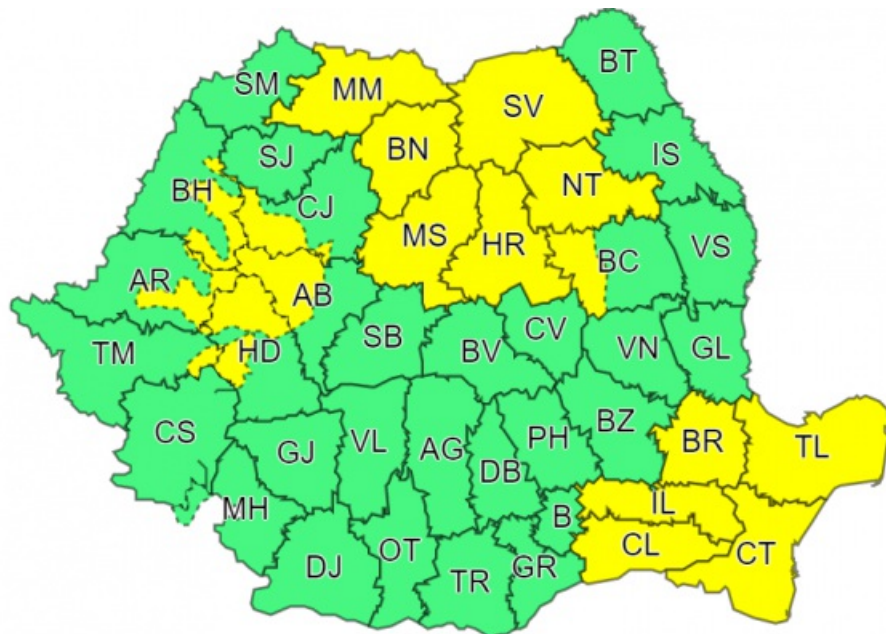 BT
SM
MM
SV
SJ
BN
IS
BH
CJ
NT
MS
HR
BC
VS
AR
AB
TM
HD
SB
BV
CV
VN
GL
CS
GJ
VL
AG
DB
PH
BZ
BR
TL
MH
B
IL
DJ
OT
TR
GR
CL
CT